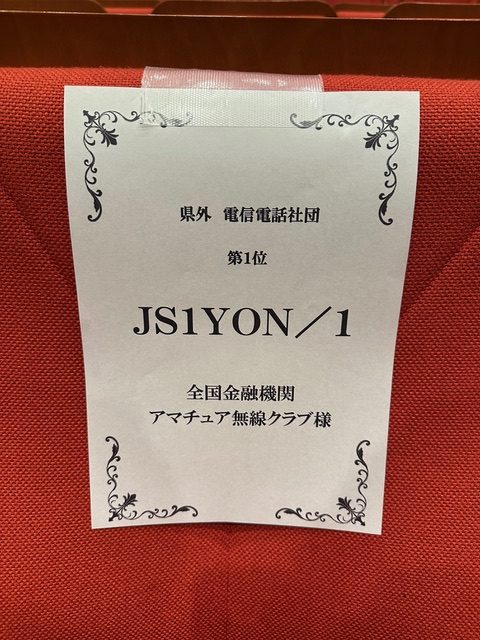 県外 電信電話社団
第1位
JS1YON／1
全国金融機関
アマチュア無線クラブ様